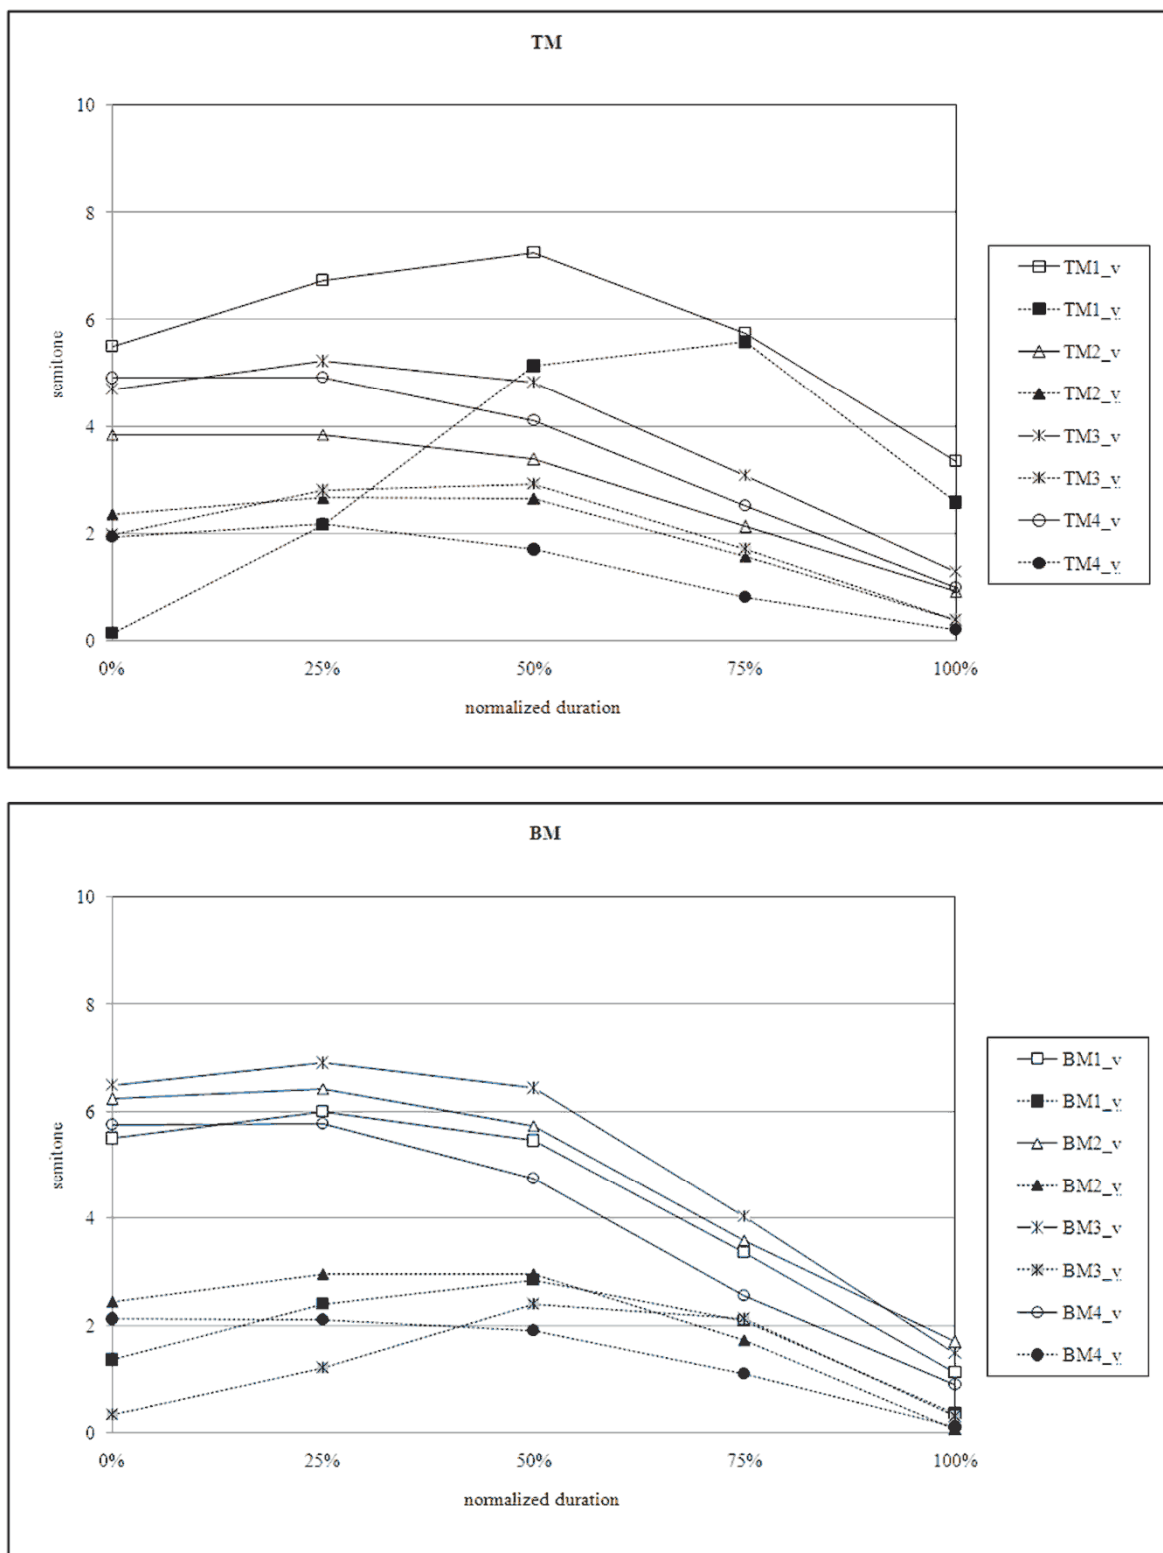 TM
10
8
6
4
2
0
semitone
0% 25% 50% 75% 100%
normalized duration
TM1_v
TM1_v̤
TM2_v
TM2_v̤
TM3_v
TM3_v̤
TM4_v
TM4_v̤
BM
10
8
6
4
2
0
semitone
0% 25% 50% 75% 100%
normalized duration
BM1_v
BM1_v̤
BM2_v
BM2_v̤
BM3_v
BM3_v̤
BM4_v
BM4_v̤